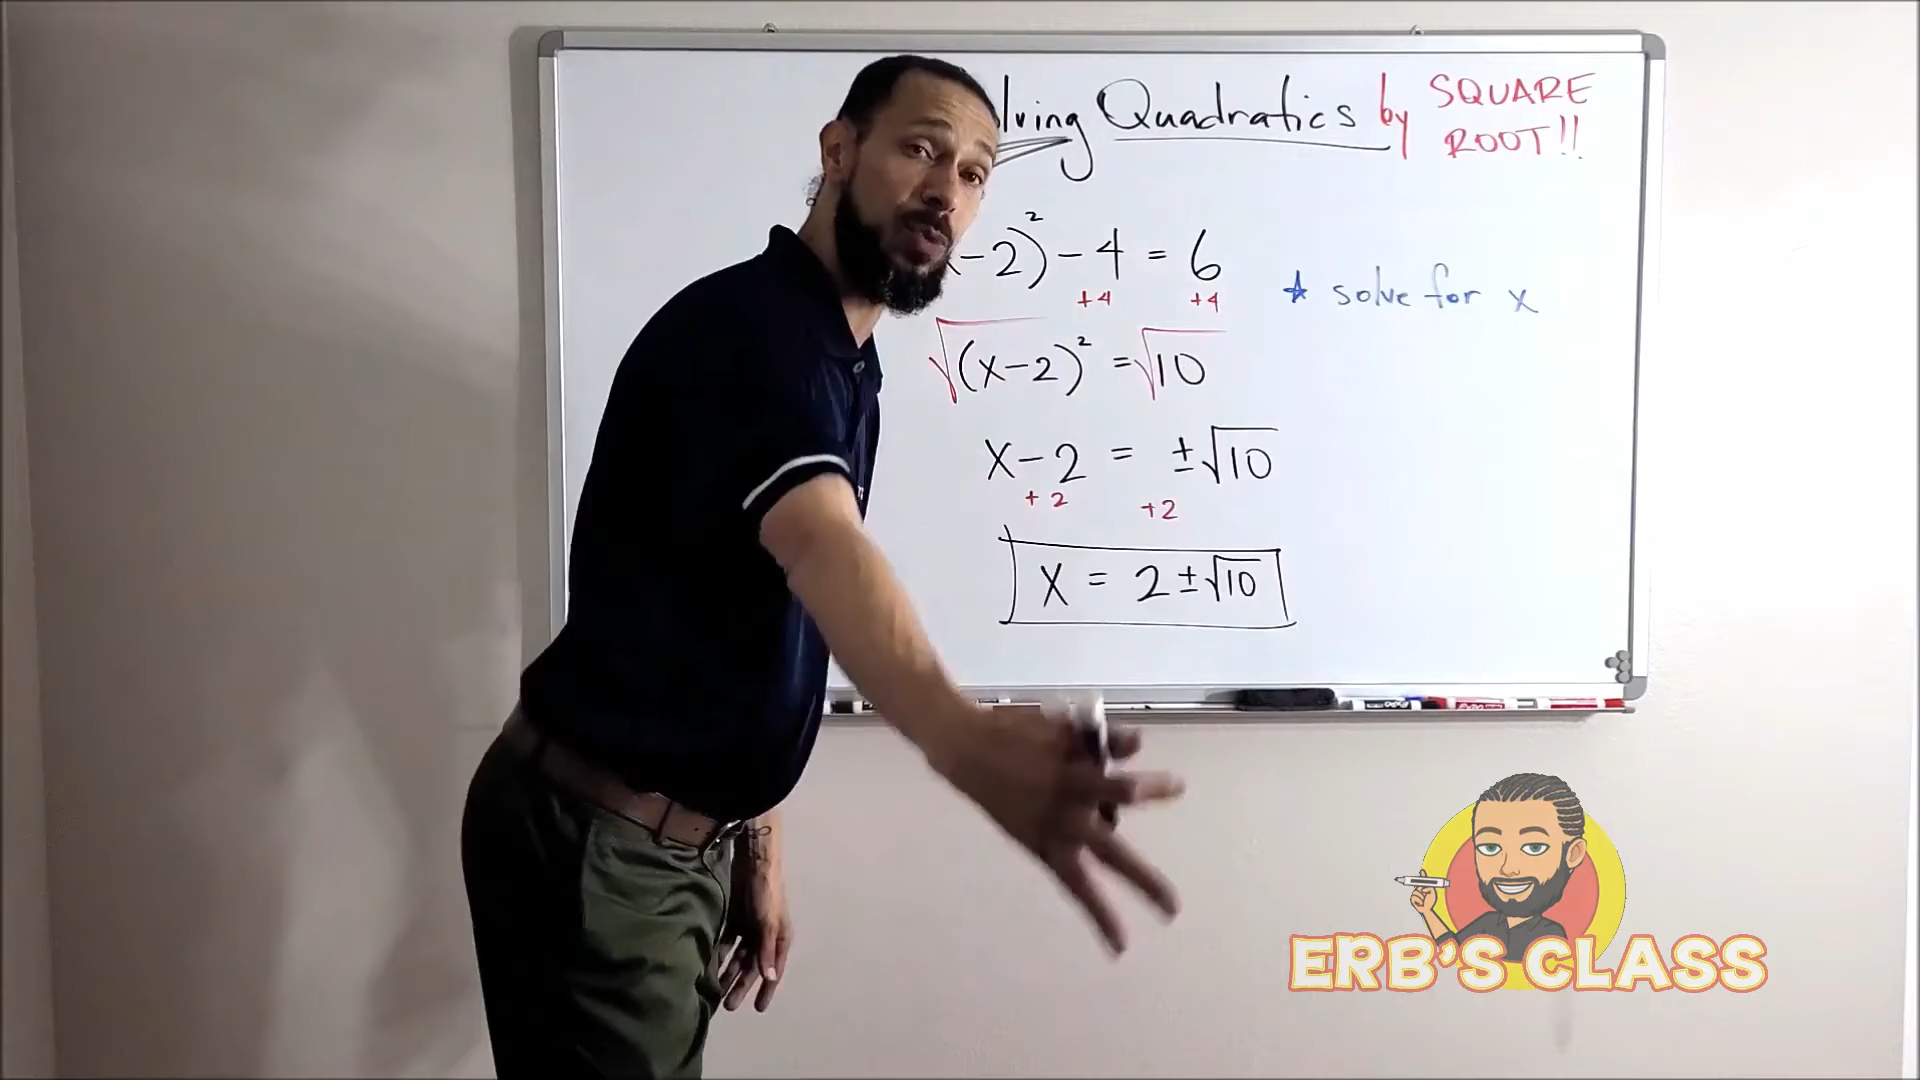 lving Quadratics by SQUARE ROOT!!
-2)² - 4 = 6
+4 +4
★ solve for x
√(x-2)² = √10
x-2 = ±√10
+2 +2
x = 2±√10
ERB'S CLASS